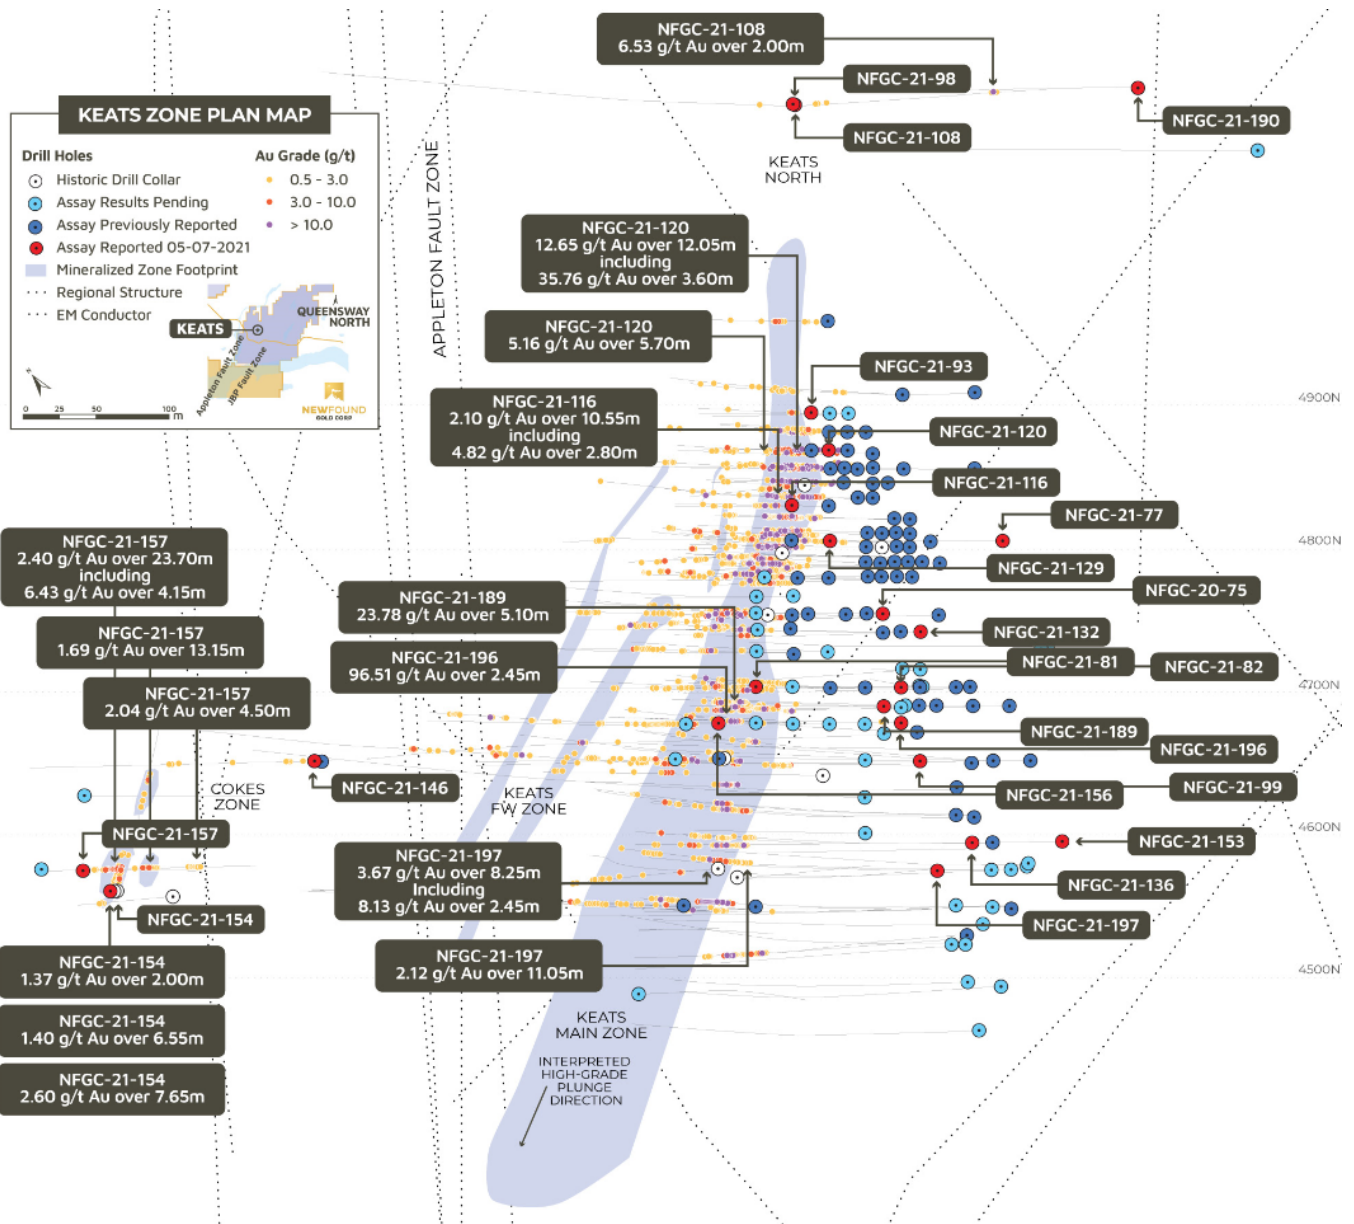 NFGC-21-108
6.53 g/t Au over 2.00m
NFGC-21-98
NFGC-21-190
NFGC-21-108
KEATS
NORTH
KEATS ZONE PLAN MAP
Drill Holes
Au Grade (g/t)
Historic Drill Collar
0.5 - 3.0
Assay Results Pending
3.0 - 10.0
Assay Previously Reported
> 10.0
Assay Reported 05-07-2021
Mineralized Zone Footprint
Regional Structure
EM Conductor
QUEENSWAY
NORTH
KEATS
Appleton Fault Zone
JBP Fault Zone
NEWFOUND
GOLD CORP
0 25 50 100
m
APPLETON FAULT ZONE
NFGC-21-120
12.65 g/t Au over 12.05m
including
35.76 g/t Au over 3.60m
NFGC-21-120
5.16 g/t Au over 5.70m
NFGC-21-93
NFGC-21-116
2.10 g/t Au over 10.55m
including
4.82 g/t Au over 2.80m
4900N
NFGC-21-120
NFGC-21-116
NFGC-21-77
4800N
NFGC-21-129
NFGC-21-157
2.40 g/t Au over 23.70m
including
6.43 g/t Au over 4.15m
NFGC-21-189
23.78 g/t Au over 5.10m
NFGC-20-75
NFGC-21-157
1.69 g/t Au over 13.15m
NFGC-21-132
NFGC-21-196
96.51 g/t Au over 2.45m
NFGC-21-81
NFGC-21-82
NFGC-21-157
2.04 g/t Au over 4.50m
4700N
NFGC-21-189
NFGC-21-196
COKES
ZONE
NFGC-21-146
KEATS
FW ZONE
NFGC-21-156
NFGC-21-99
NFGC-21-157
4600N
NFGC-21-153
NFGC-21-197
3.67 g/t Au over 8.25m
Including
8.13 g/t Au over 2.45m
NFGC-21-136
NFGC-21-154
NFGC-21-197
NFGC-21-197
2.12 g/t Au over 11.05m
4500N
NFGC-21-154
1.37 g/t Au over 2.00m
NFGC-21-154
1.40 g/t Au over 6.55m
NFGC-21-154
2.60 g/t Au over 7.65m
KEATS
MAIN ZONE
INTERPRETED
HIGH-GRADE
PLUNGE
DIRECTION